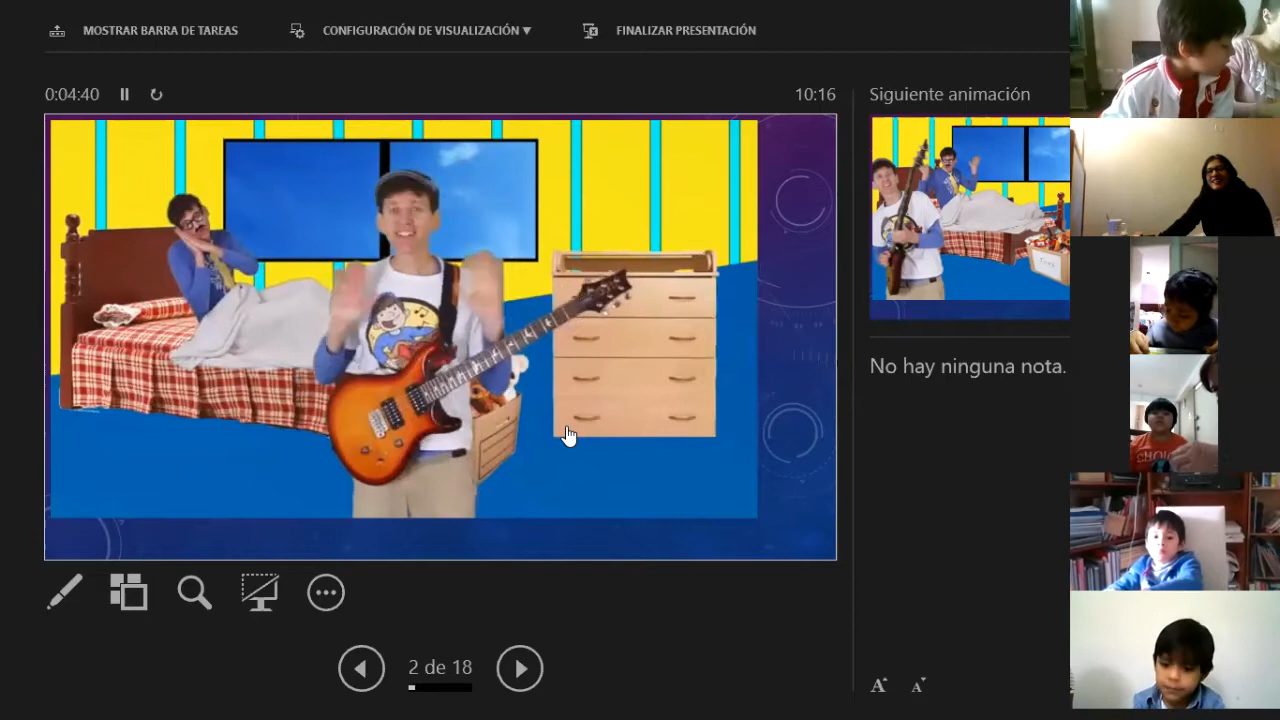 MOSTRAR BARRA DE TAREAS
CONFIGURACIÓN DE VISUALIZACIÓN ▼
FINALIZAR PRESENTACIÓN
0:04:40
10:16
Siguiente animación
No hay ninguna nota.
2 de 18
A A